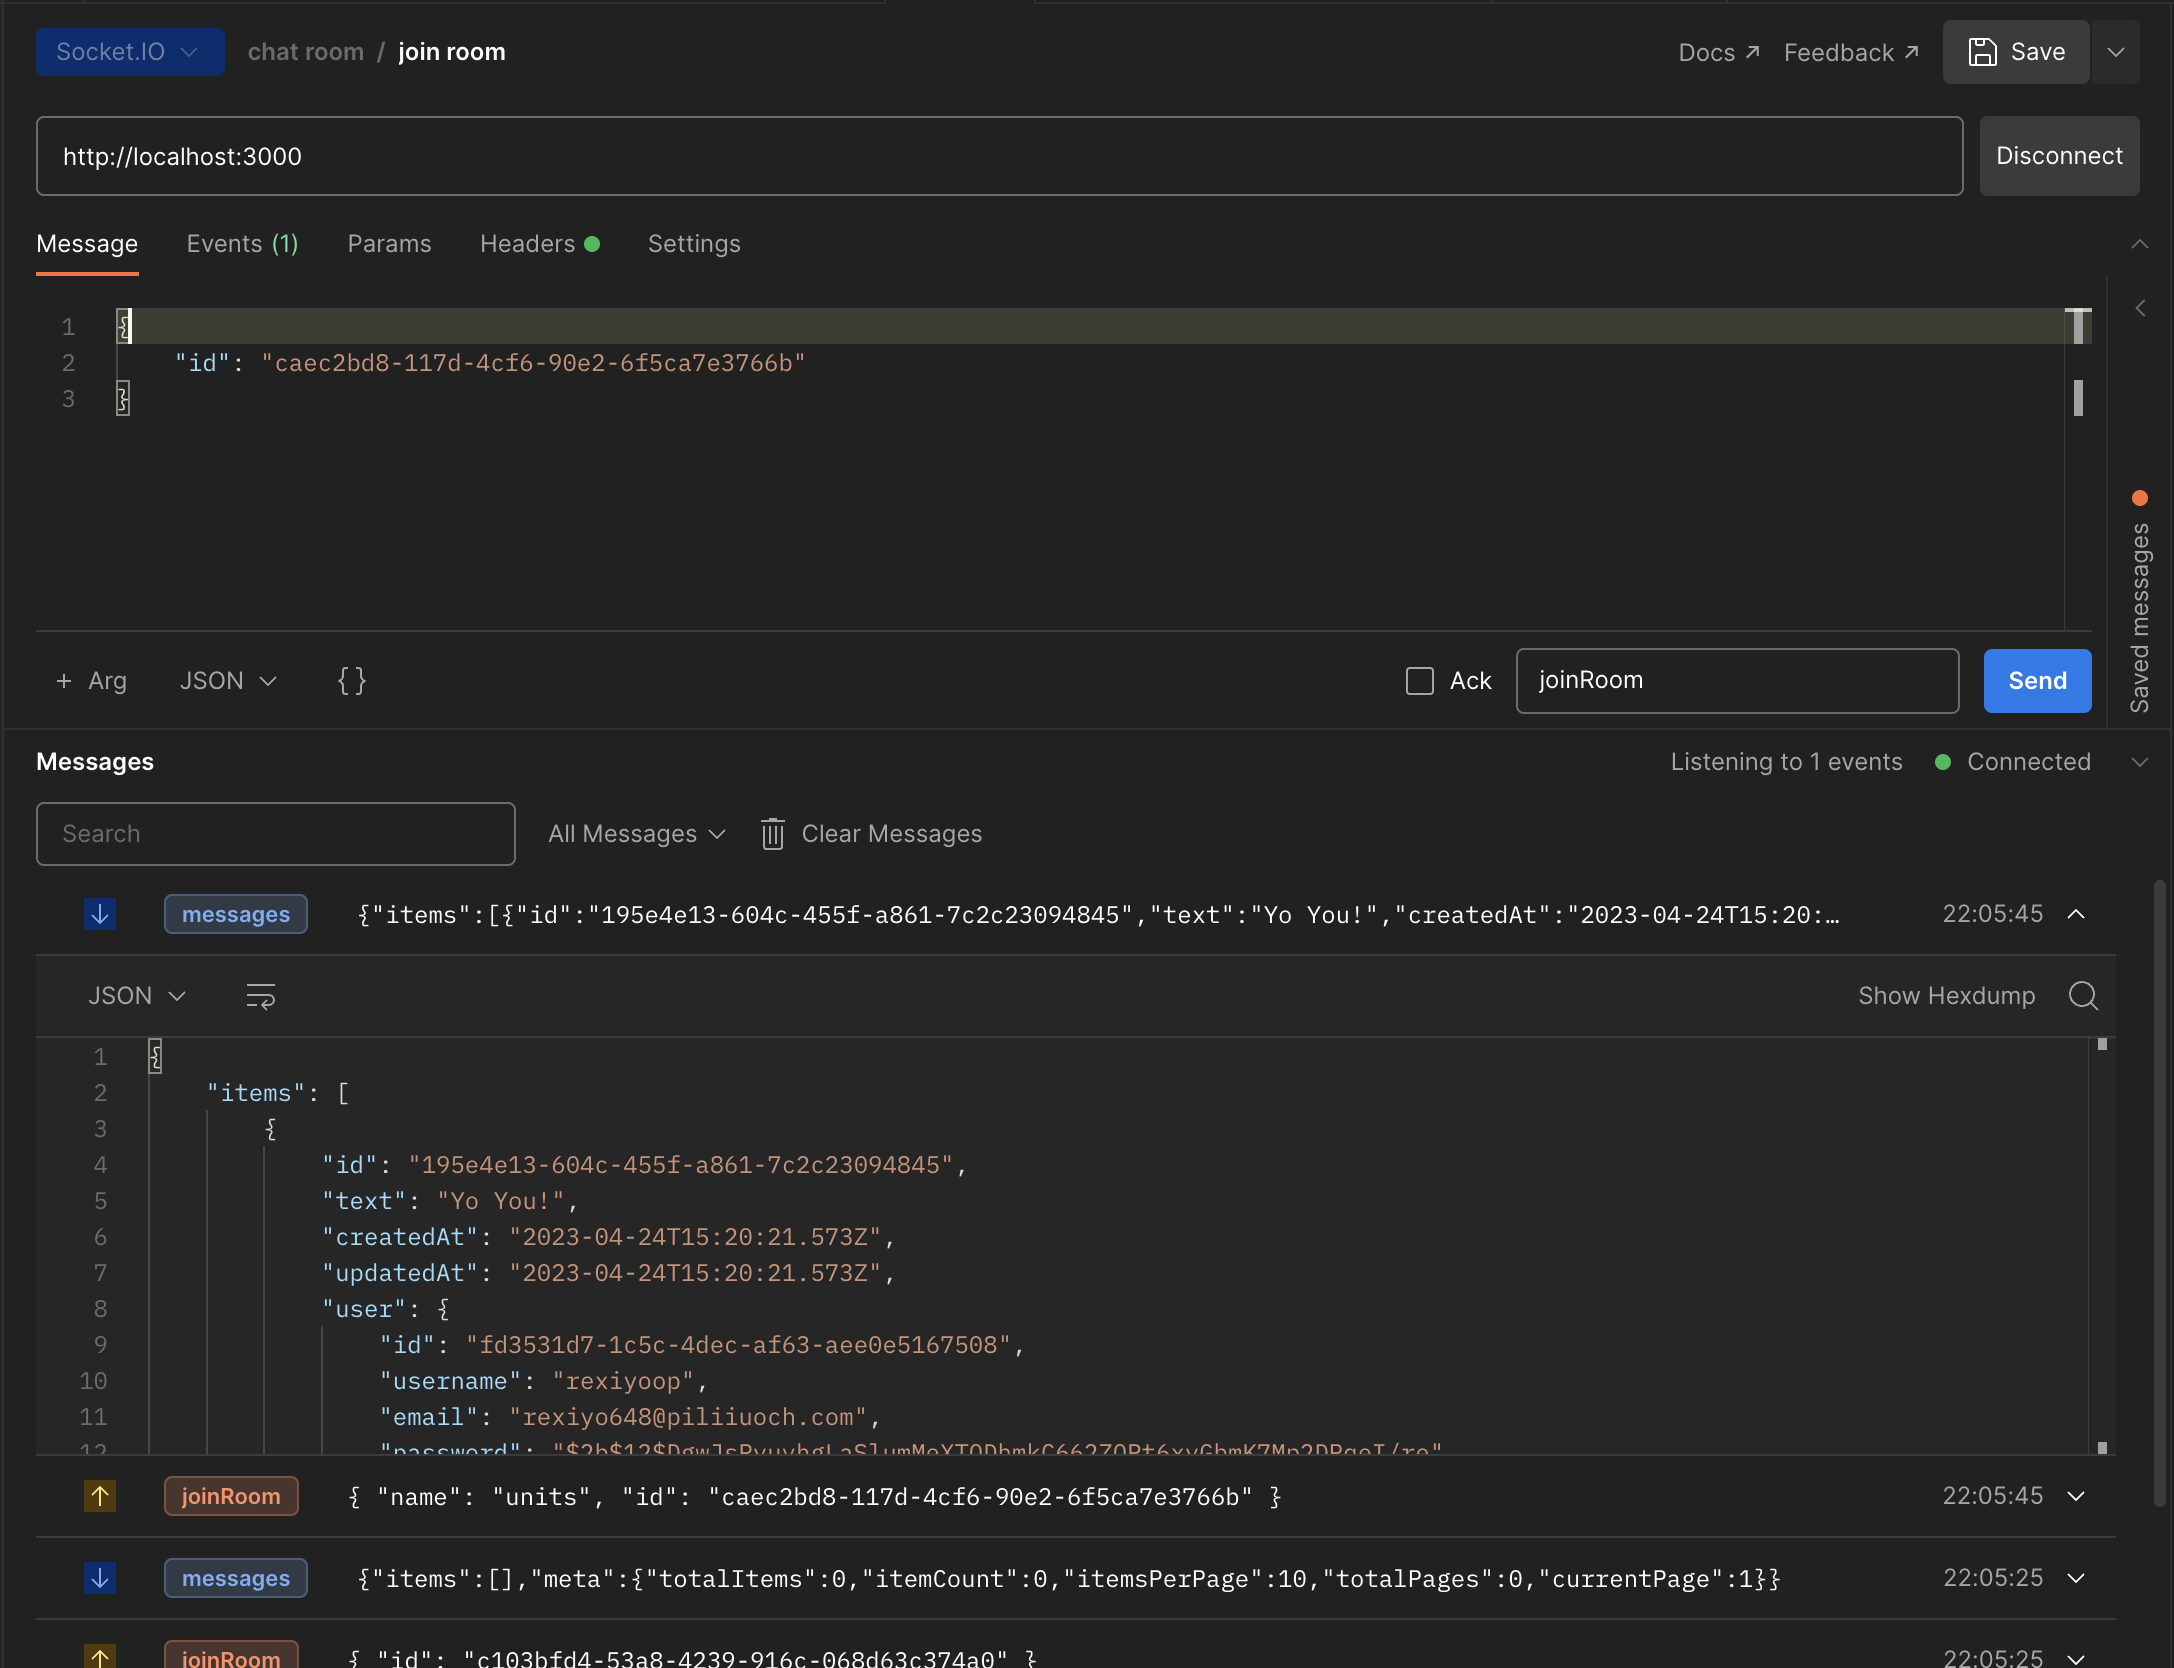 Socket.IO chat room / join room Docs Feedback Save
http://localhost:3000 Disconnect
Message Events (1) Params Headers Settings
1 {
2 "id": "caec2bd8-117d-4cf6-90e2-6f5ca7e3766b"
3 }
Saved messages
+ Arg JSON {} Ack joinRoom Send
Messages Listening to 1 events Connected
Search All Messages Clear Messages
messages {"items":[{"id":"195e4e13-604c-455f-a861-7c2c23094845","text":"Yo You!","createdAt":"2023-04-24T15:20:… 22:05:45
JSON Show Hexdump
1 {
2 "items": [
3 {
4 "id": "195e4e13-604c-455f-a861-7c2c23094845",
5 "text": "Yo You!",
6 "createdAt": "2023-04-24T15:20:21.573Z",
7 "updatedAt": "2023-04-24T15:20:21.573Z",
8 "user": {
9 "id": "fd3531d7-1c5c-4dec-af63-aee0e5167508",
10 "username": "rexiyoop",
11 "email": "rexiyo648@piliiuoch.com",
12 "password":
joinRoom { "name": "units", "id": "caec2bd8-117d-4cf6-90e2-6f5ca7e3766b" } 22:05:45
messages {"items":[],"meta":{"totalItems":0,"itemCount":0,"itemsPerPage":10,"totalPages":0,"currentPage":1}} 22:05:25
joinRoom { "id": "c103bfd4-53a8-4239-916c-068d63c374a0" } 22:05:25